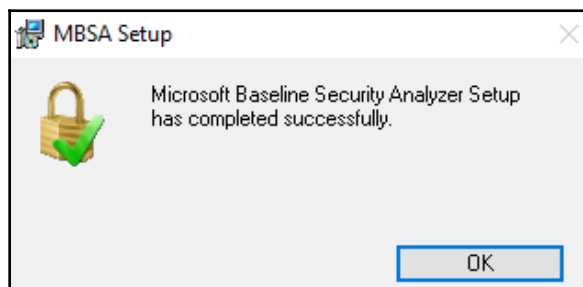 MBSA Setup
Microsoft Baseline Security Analyzer Setup
has completed successfully.
OK